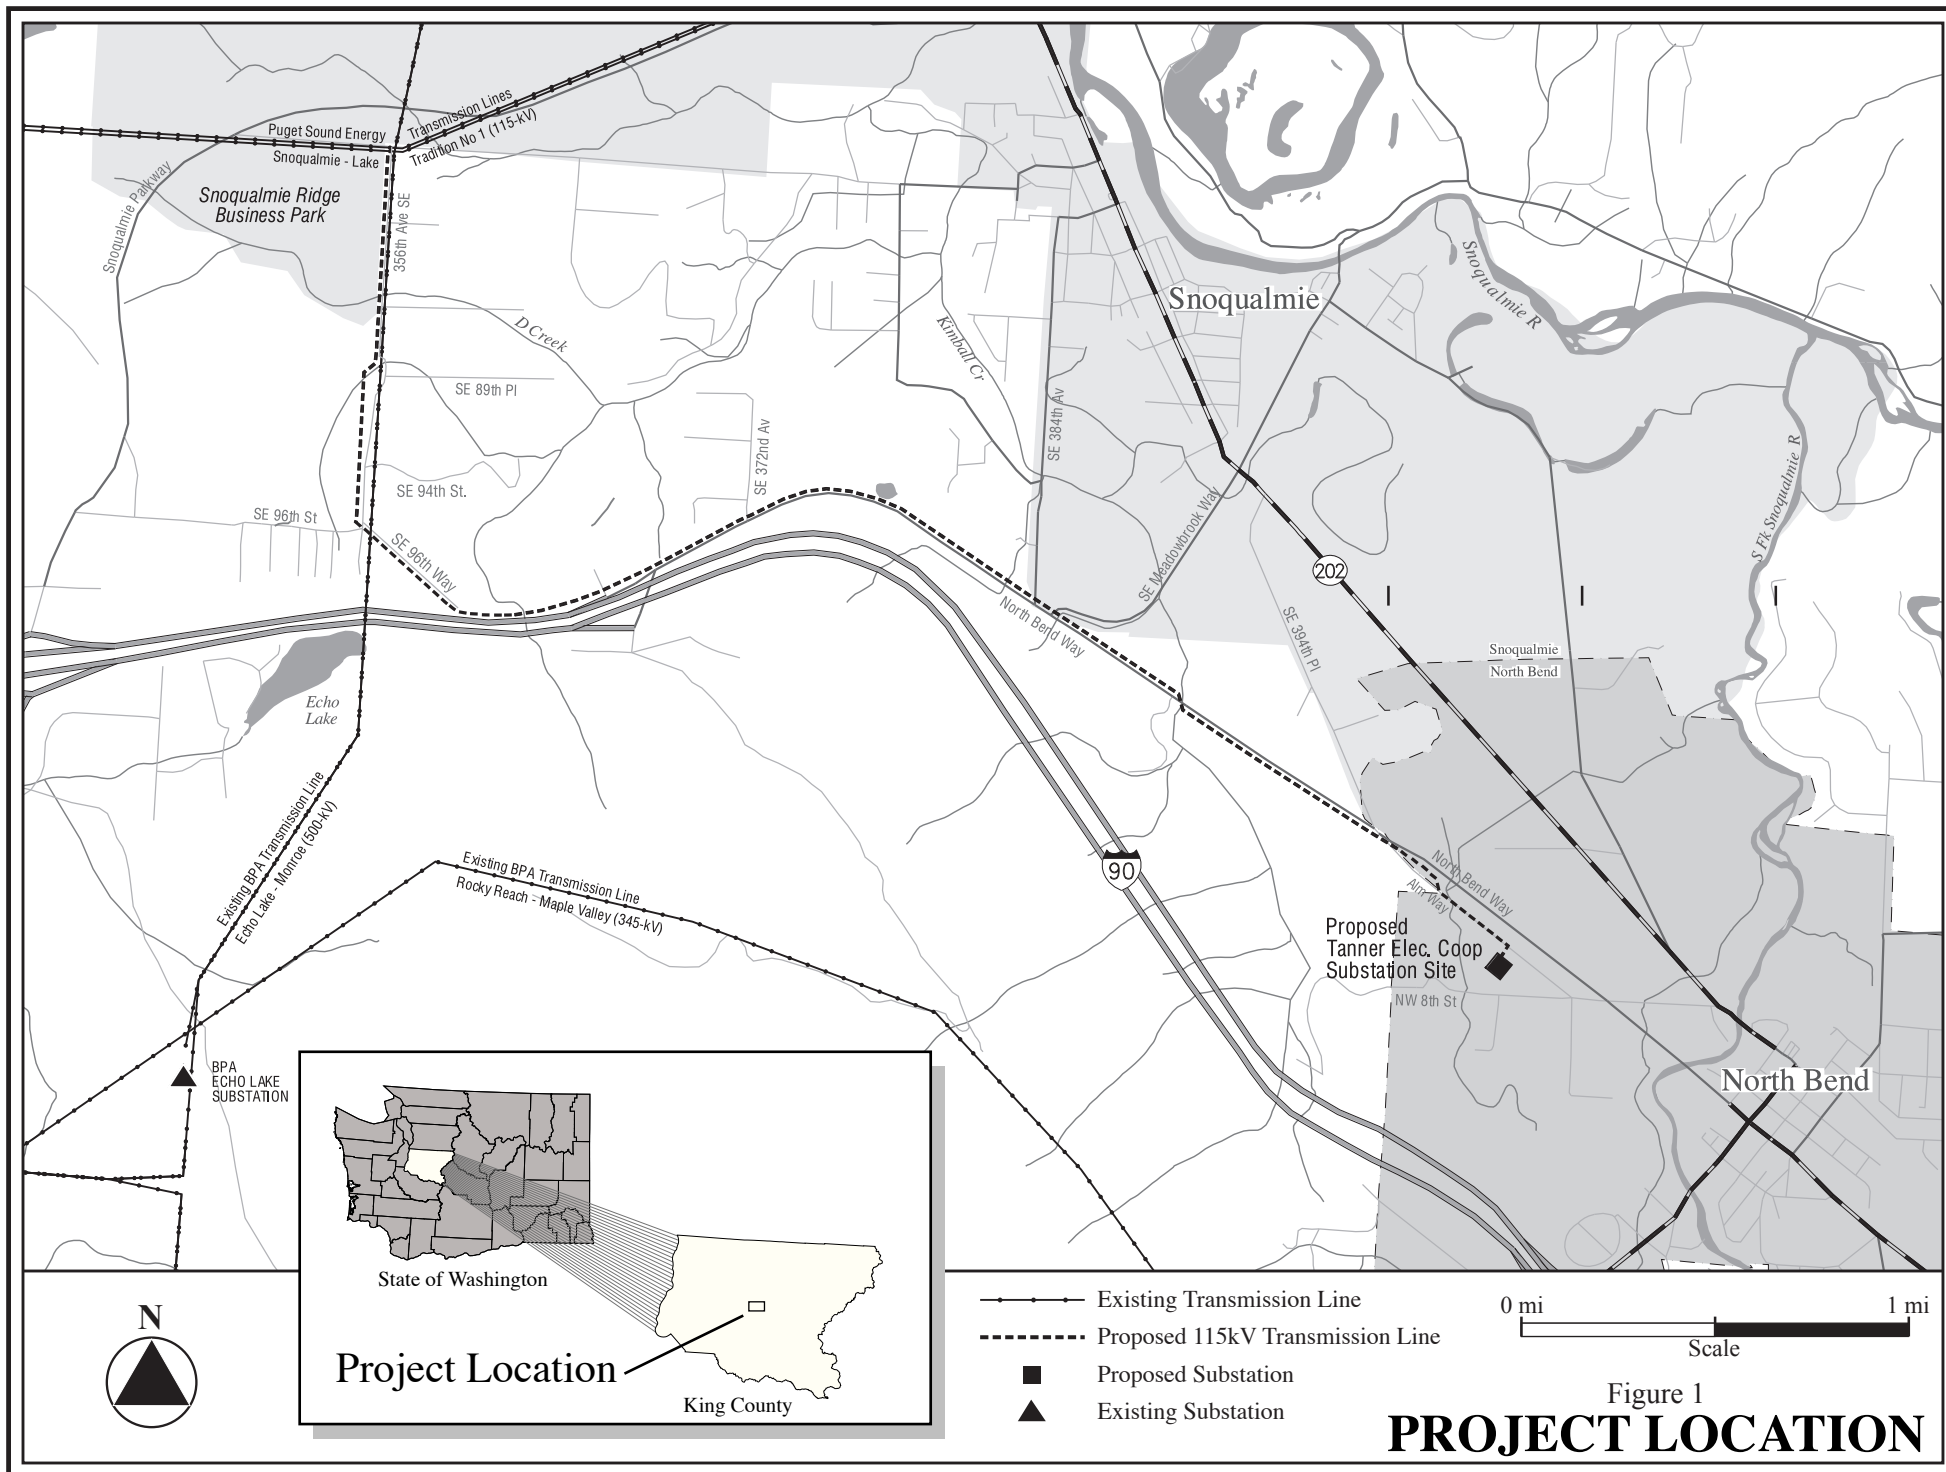 Transmission Lines
Tradition No 1 (115-kV)
Puget Sound Energy
Snoqualmie - Lake
Snoqualmie Parkway
Snoqualmie Ridge
Business Park
356th Ave SE
D Creek
Kimball Cr
Snoqualmie
Snoqualmie R
SE 89th Pl
SE 372nd Av
SE 384th Av
S Fk Snoqualmie R
SE 94th St.
SE 96th St
SE 96th Way
SE Meadowbrook Way
202
North Bend Way
SE 394th Pl
Snoqualmie
North Bend
Echo
Lake
Existing BPA Transmission Line
Echo Lake - Monroe (500-kV)
Existing BPA Transmission Line
Rocky Reach - Maple Valley (345-kV)
90
North Bend Way
Alm Way
Proposed
Tanner Elec. Coop
Substation Site
NW 8th St
BPA
ECHO LAKE
SUBSTATION
North Bend
State of Washington
Project Location
King County
N
Existing Transmission Line
Proposed 115kV Transmission Line
Proposed Substation
Existing Substation
0 mi
1 mi
Scale
Figure 1
PROJECT LOCATION